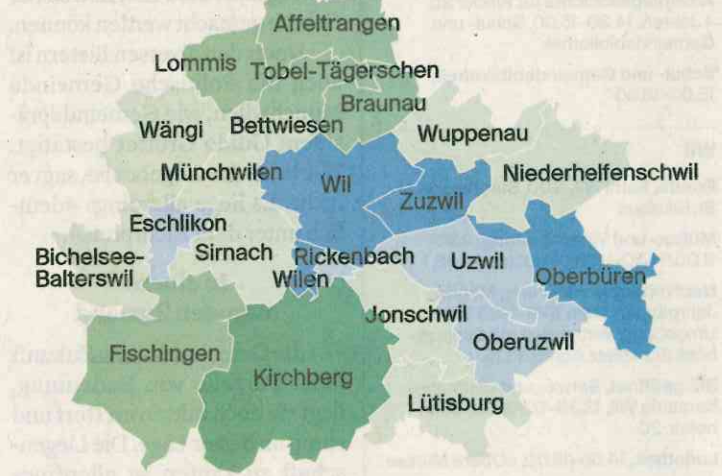 Affeltrangen
Lommis
Tobel-Tägerschen
Braunau
Wängi
Bettwiesen
Wuppenau
Münchwilen
Wil
Niederhelfenschwil
Zuzwil
Eschlikon
Bichelsee-
Balterswil
Sirnach
Rickenbach
Uzwil
Oberbüren
Wilen
Jonschwil
Fischingen
Oberuzwil
Kirchberg
Lütisburg